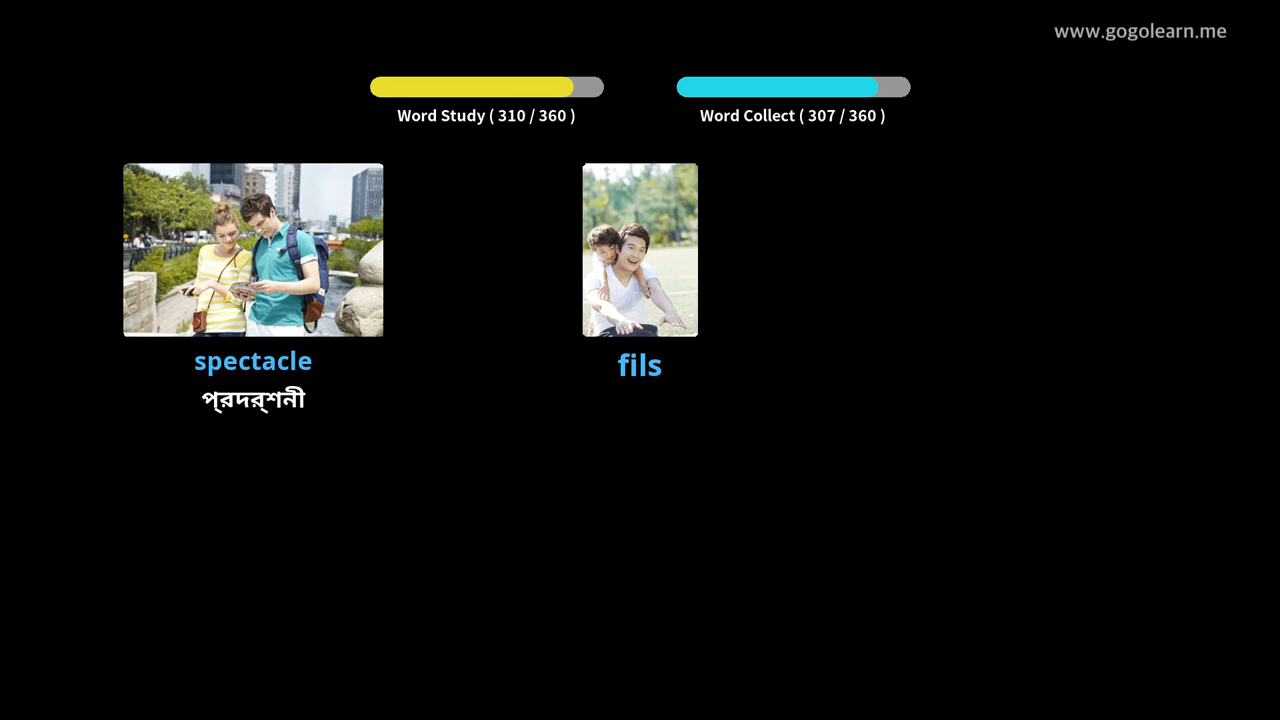 www.gogolearn.me
Word Study ( 310 / 360 )
Word Collect ( 307 / 360 )
spectacle
প্রদর্শনী
fils